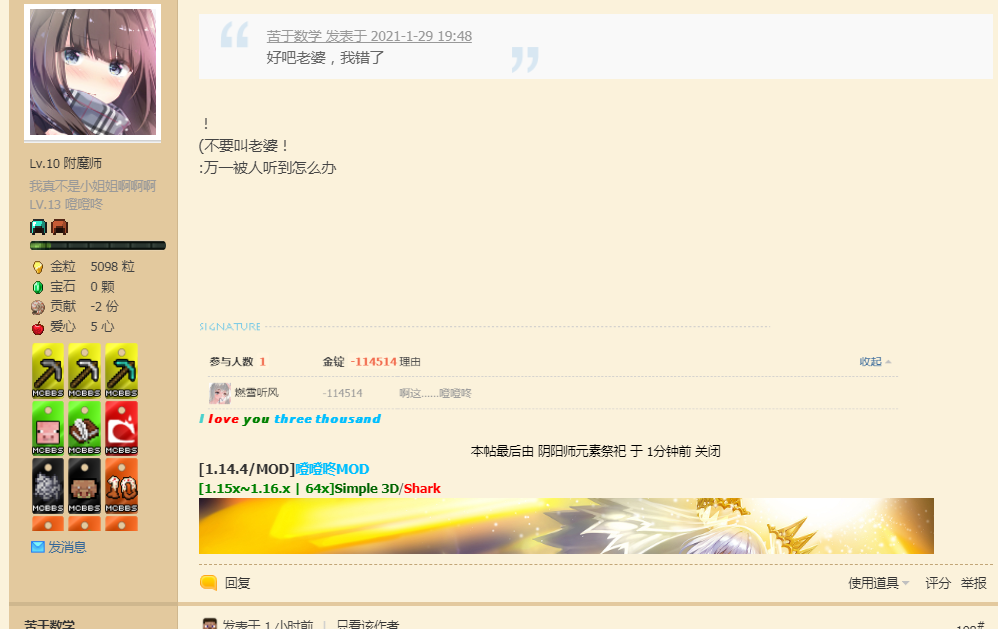 苦于数学 发表于 2021-1-29 19:48
好吧老婆，我错了
！
(不要叫老婆！
:万一被人听到怎么办
Lv.10 附魔师
我真不是小姐姐啊啊啊
LV.13 噔噔咚
金粒 5098 粒
宝石 0 颗
贡献 -2 份
爱心 5 心
MCBBS MCBBS MCBBS
MCBBS MCBBS MCBBS
MCBBS MCBBS MCBBS
发消息
SIGNATURE
参与人数 1 金锭 -114514 理由 收起
燃雪听风 -114514 啊这……噔噔咚
I love you three thousand
本帖最后由 阴阳师元素祭祀 于 1分钟前 关闭
[1.14.4/MOD]噔噔咚MOD
[1.15x~1.16.x | 64x]Simple 3D/Shark
回复 使用道具 评分 举报
苦于数学 发表于 1 小时前 | 只看该作者